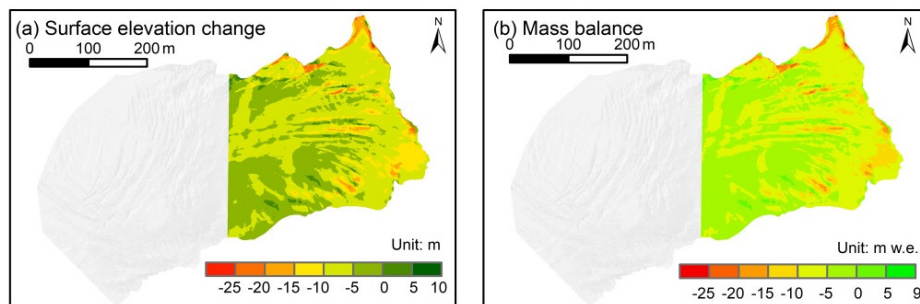 (a) Surface elevation change
N
0 100 200 m
Unit: m
-25 -20 -15 -10 -5 0 5 10
(b) Mass balance
N
0 100 200 m
Unit: m w.e.
-25 -20 -15 -10 -5 0 5 9